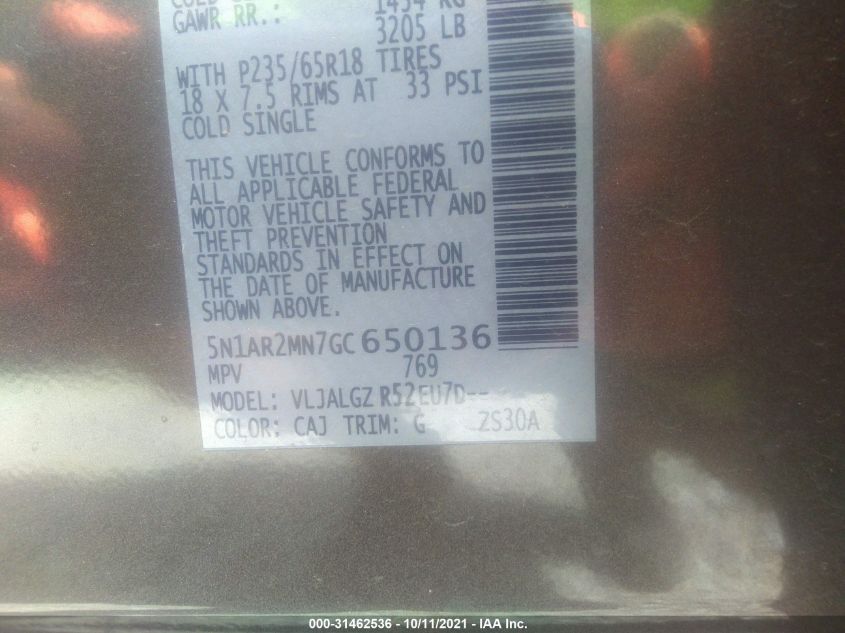 1454 KG
GAWR RR.: 3205 LB
WITH P235/65R18 TIRES
18 X 7.5 RIMS AT 33 PSI
COLD SINGLE
THIS VEHICLE CONFORMS TO
ALL APPLICABLE FEDERAL
MOTOR VEHICLE SAFETY AND
THEFT PREVENTION
STANDARDS IN EFFECT ON
THE DATE OF MANUFACTURE
SHOWN ABOVE.
5N1AR2MN7GC650136
MPV 769
MODEL: VLJALGZ R52EU7D--
COLOR: CAJ TRIM: G 2S30A
000-31462536 - 10/11/2021 - IAA Inc.